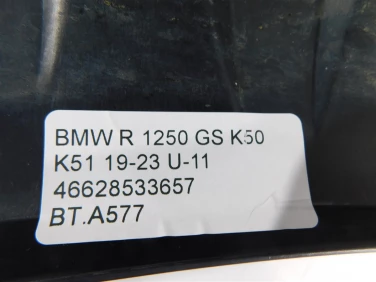 BMW R 1250 GS K50
K51 19-23 U-11
46628533657
BT.A577